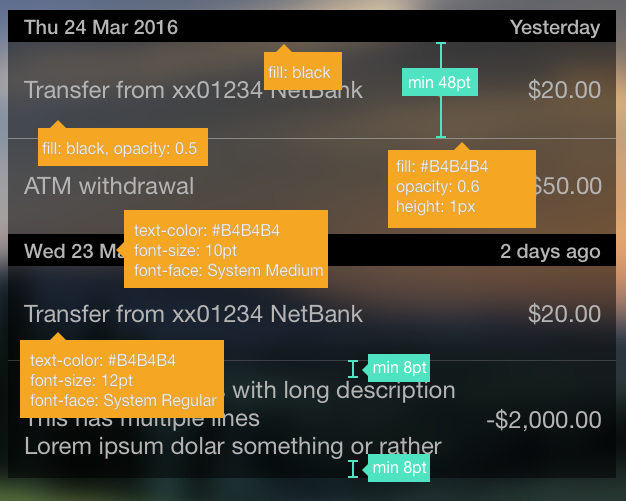 Thu 24 Mar 2016 Yesterday
fill: black
Transfer from xx01234 NetBank $20.00
min 48pt
fill: black, opacity: 0.5
fill: #B4B4B4
opacity: 0.6
height: 1px
ATM withdrawal $50.00
text-color: #B4B4B4
font-size: 10pt
font-face: System Medium
Wed 23 Ma 2 days ago
Transfer from xx01234 NetBank $20.00
text-color: #B4B4B4
font-size: 12pt
font-face: System Regular
min 8pt
with long description
This has multiple lines -$2,000.00
Lorem ipsum dolar something or rather
min 8pt